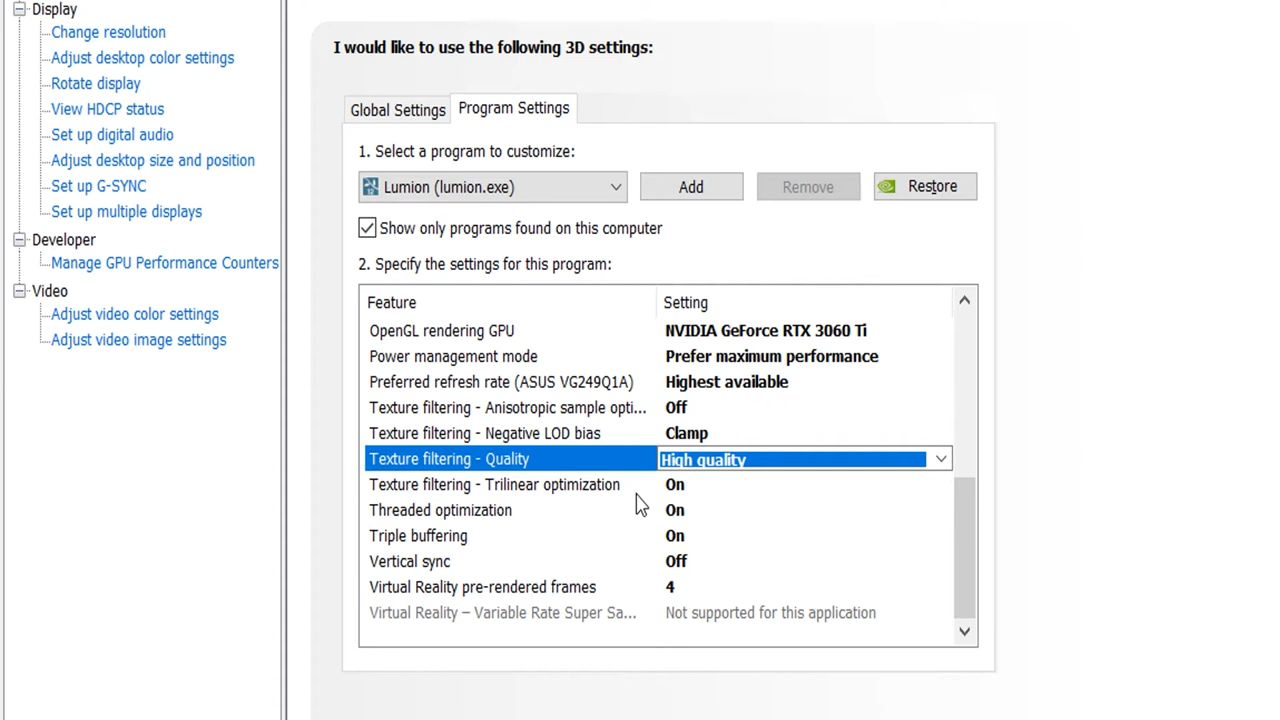 Display
Change resolution
Adjust desktop color settings
Rotate display
View HDCP status
Set up digital audio
Adjust desktop size and position
Set up G-SYNC
Set up multiple displays
Developer
Manage GPU Performance Counters
Video
Adjust video color settings
Adjust video image settings
I would like to use the following 3D settings:
Global Settings Program Settings
1. Select a program to customize:
Lumion (lumion.exe) Add Remove Restore
Show only programs found on this computer
2. Specify the settings for this program:
Feature Setting
OpenGL rendering GPU NVIDIA GeForce RTX 3060 Ti
Power management mode Prefer maximum performance
Preferred refresh rate (ASUS VG249Q1A) Highest available
Texture filtering - Anisotropic sample opti... Off
Texture filtering - Negative LOD bias Clamp
Texture filtering - Quality High quality
Texture filtering - Trilinear optimization On
Threaded optimization On
Triple buffering On
Vertical sync Off
Virtual Reality pre-rendered frames 4
Virtual Reality – Variable Rate Super Sa... Not supported for this application